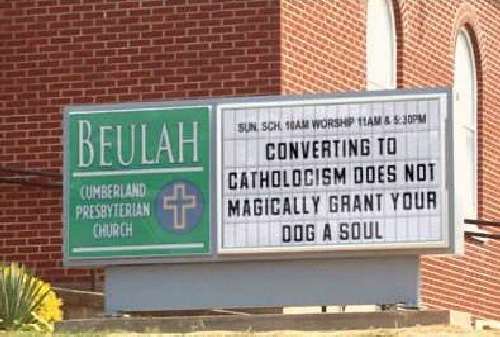 BEULAH
CUMBERLAND
PRESBYTERIAN
CHURCH
SUN. SCH. 10AM WORSHIP 11AM & 5:30PM
CONVERTING TO
CATHOLOCISM DOES NOT
MAGICALLY GRANT YOUR
DOG A SOUL